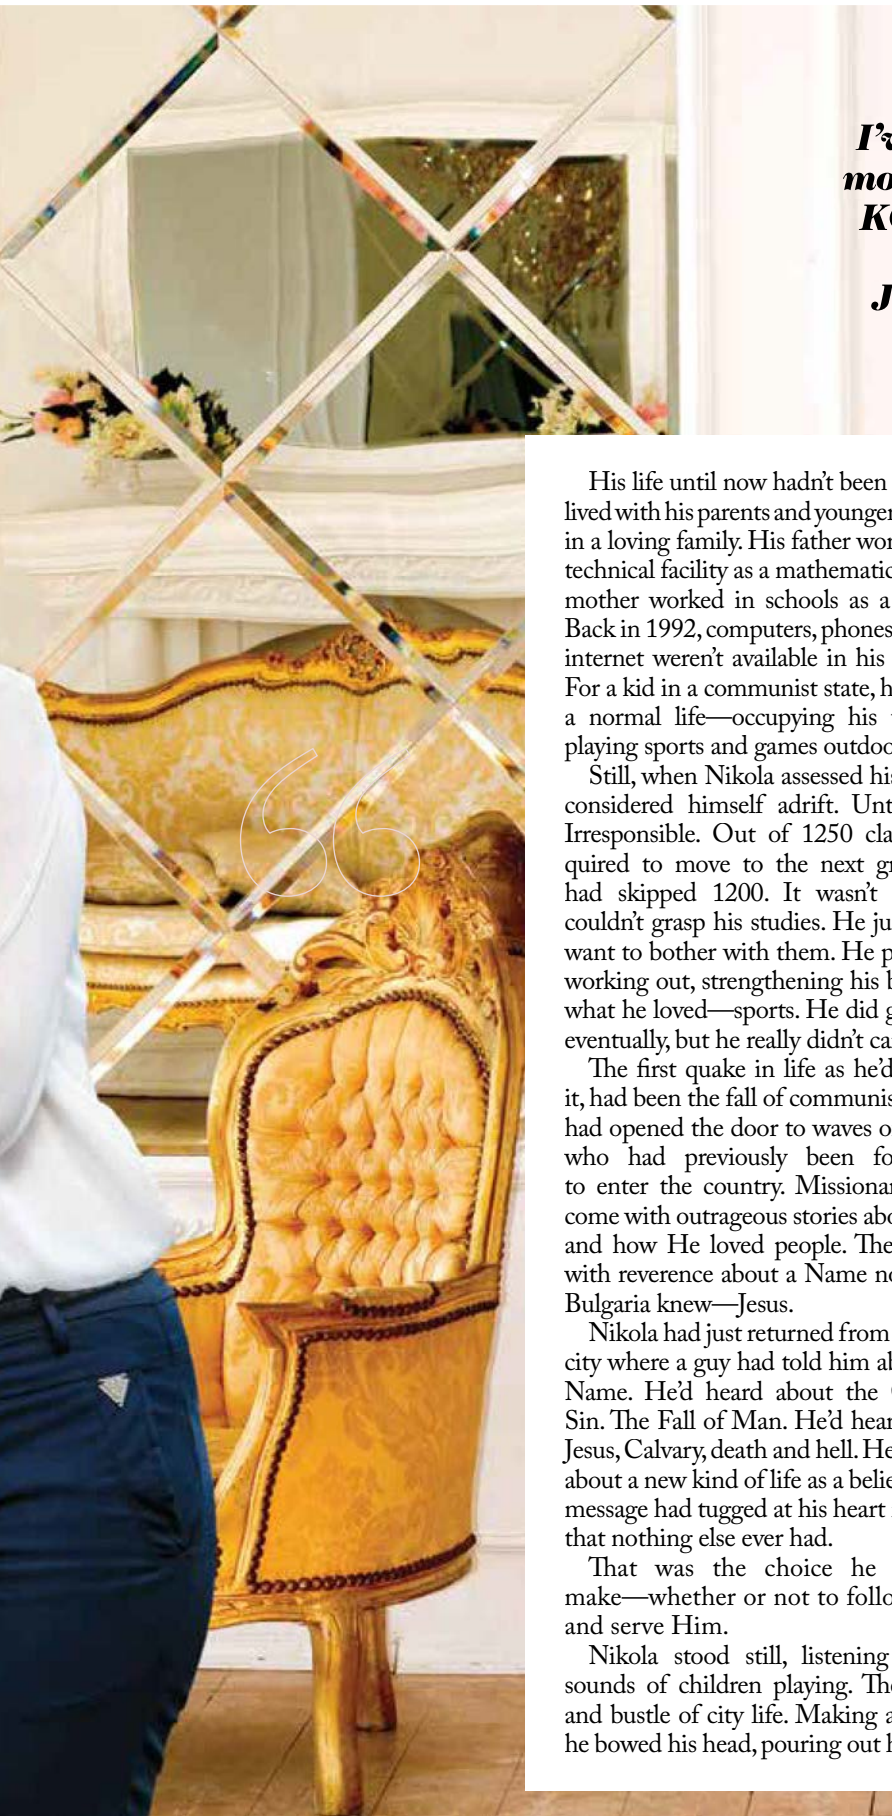 I’v
mo
K
J
“
His life until now hadn’t been
lived with his parents and younger
in a loving family. His father wor
technical facility as a mathematic
mother worked in schools as a
Back in 1992, computers, phones
internet weren’t available in his
For a kid in a communist state, h
a normal life—occupying his
playing sports and games outdoo
Still, when Nikola assessed his
considered himself adrift. Unt
Irresponsible. Out of 1250 cla
quired to move to the next gr
had skipped 1200. It wasn’t
couldn’t grasp his studies. He ju
want to bother with them. He p
working out, strengthening his b
what he loved—sports. He did g
eventually, but he really didn’t ca
The first quake in life as he’d
it, had been the fall of communis
had opened the door to waves o
who had previously been fo
to enter the country. Missionar
come with outrageous stories abo
and how He loved people. The
with reverence about a Name no
Bulgaria knew—Jesus.
Nikola had just returned from
city where a guy had told him ab
Name. He’d heard about the
Sin. The Fall of Man. He’d hear
Jesus, Calvary, death and hell. He
about a new kind of life as a belie
message had tugged at his heart
that nothing else ever had.
That was the choice he
make—whether or not to follo
and serve Him.
Nikola stood still, listening
sounds of children playing. The
and bustle of city life. Making a
he bowed his head, pouring out h